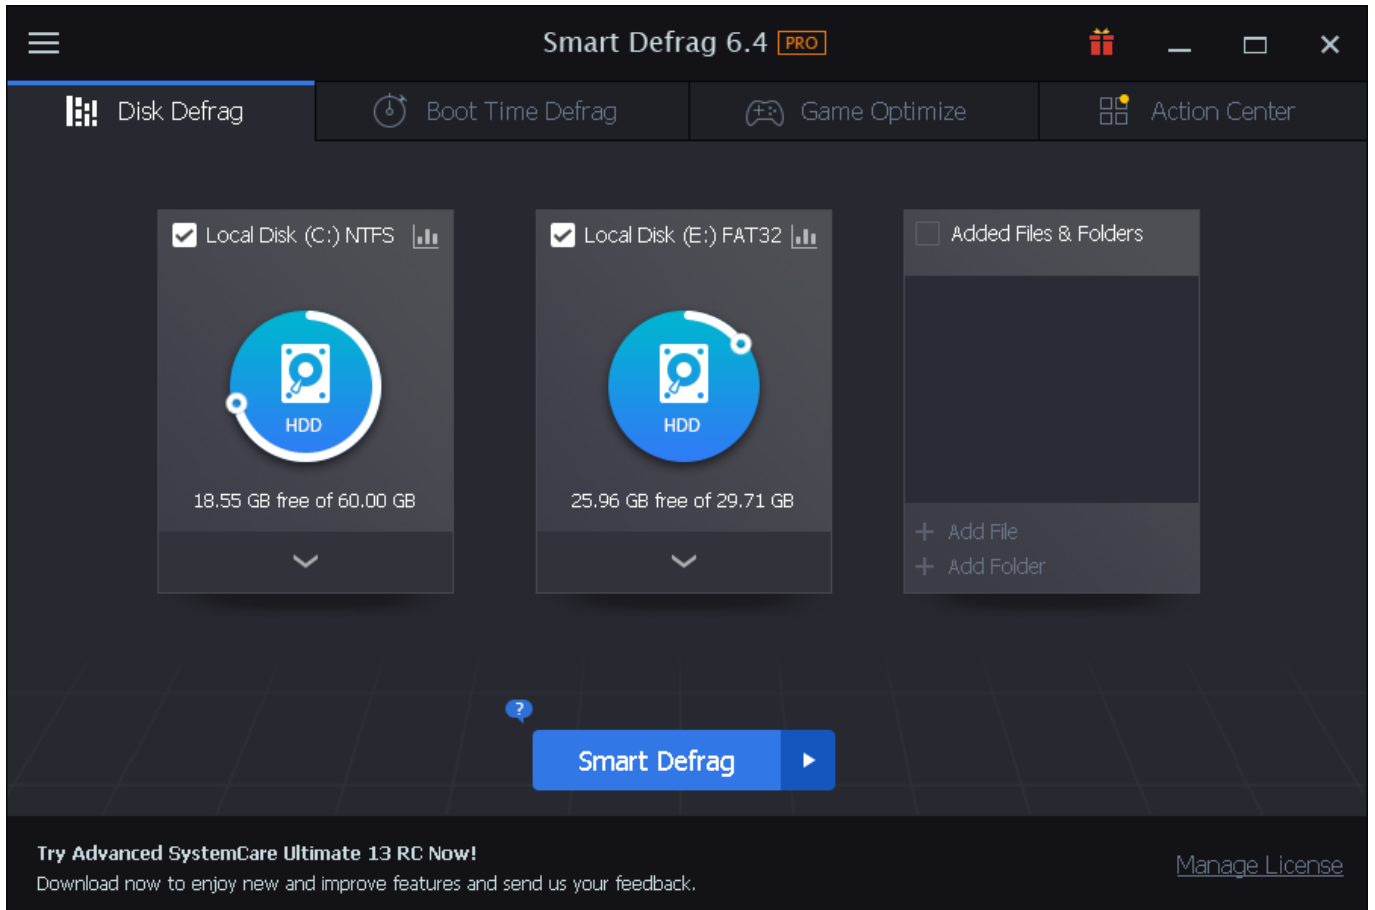 Smart Defrag 6.4 PRO
Disk Defrag
Boot Time Defrag
Game Optimize
Action Center
Local Disk (C:) NTFS
HDD
18.55 GB free of 60.00 GB
Local Disk (E:) FAT32
HDD
25.96 GB free of 29.71 GB
Added Files & Folders
+ Add File
+ Add Folder
?
Smart Defrag
Try Advanced SystemCare Ultimate 13 RC Now!
Download now to enjoy new and improve features and send us your feedback.
Manage License